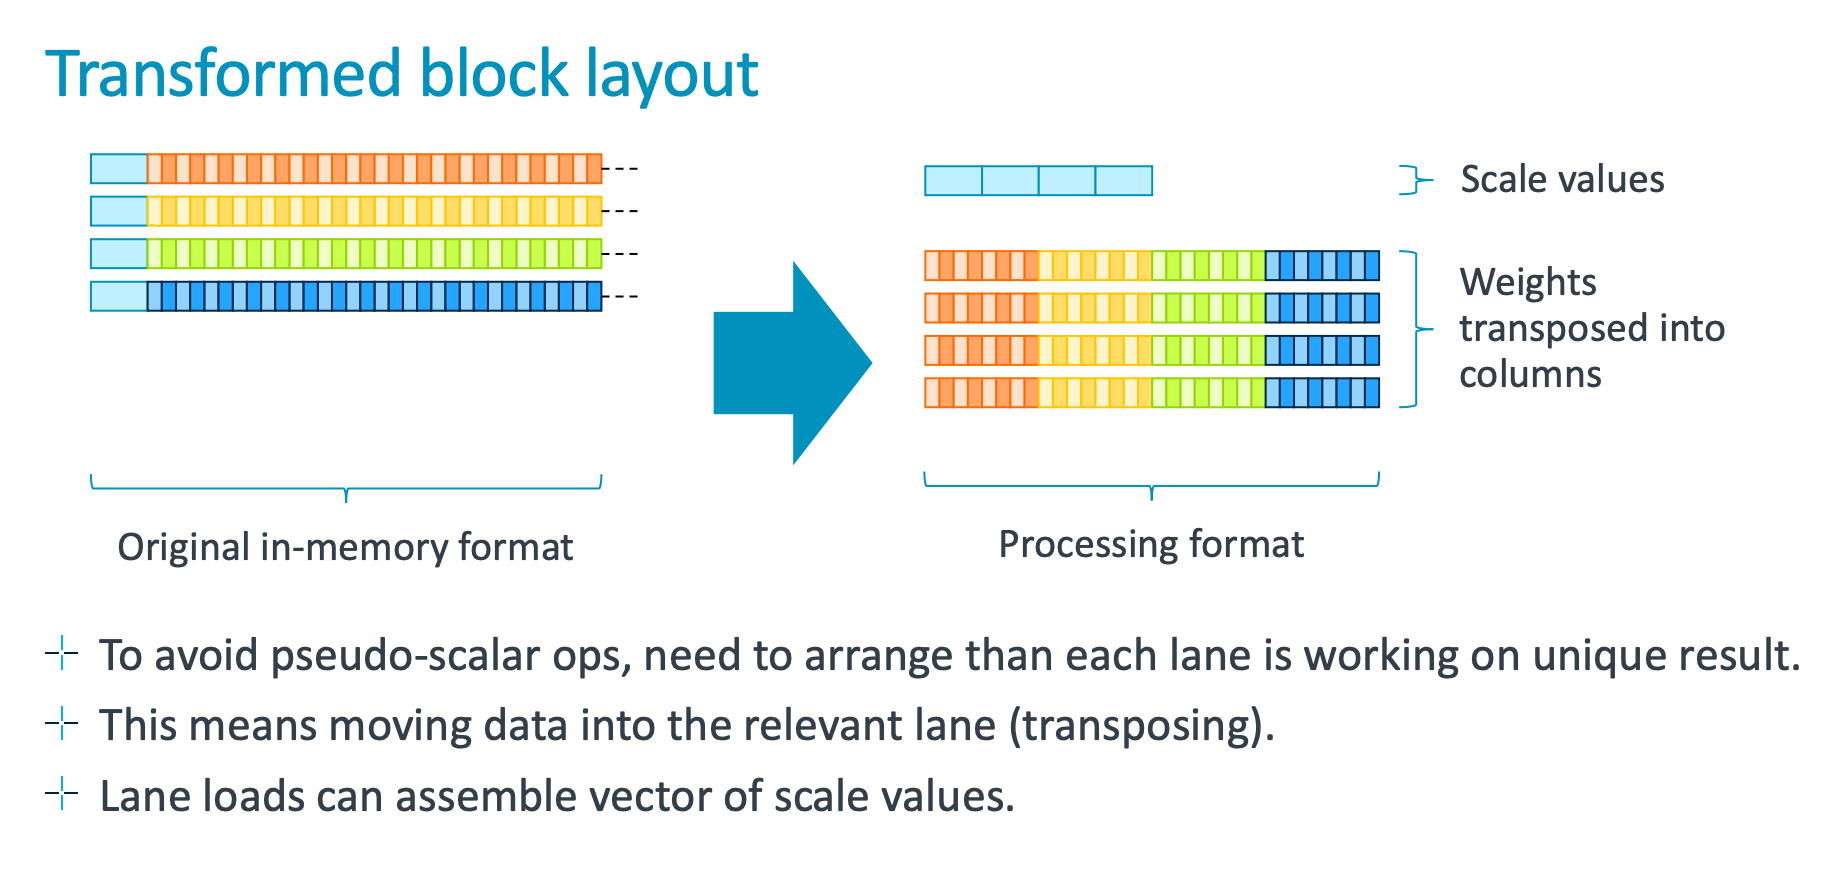 Transformed block layout
Scale values
Weights
transposed into
columns
Original in-memory format
Processing format
To avoid pseudo-scalar ops, need to arrange than each lane is working on unique result.
This means moving data into the relevant lane (transposing).
Lane loads can assemble vector of scale values.